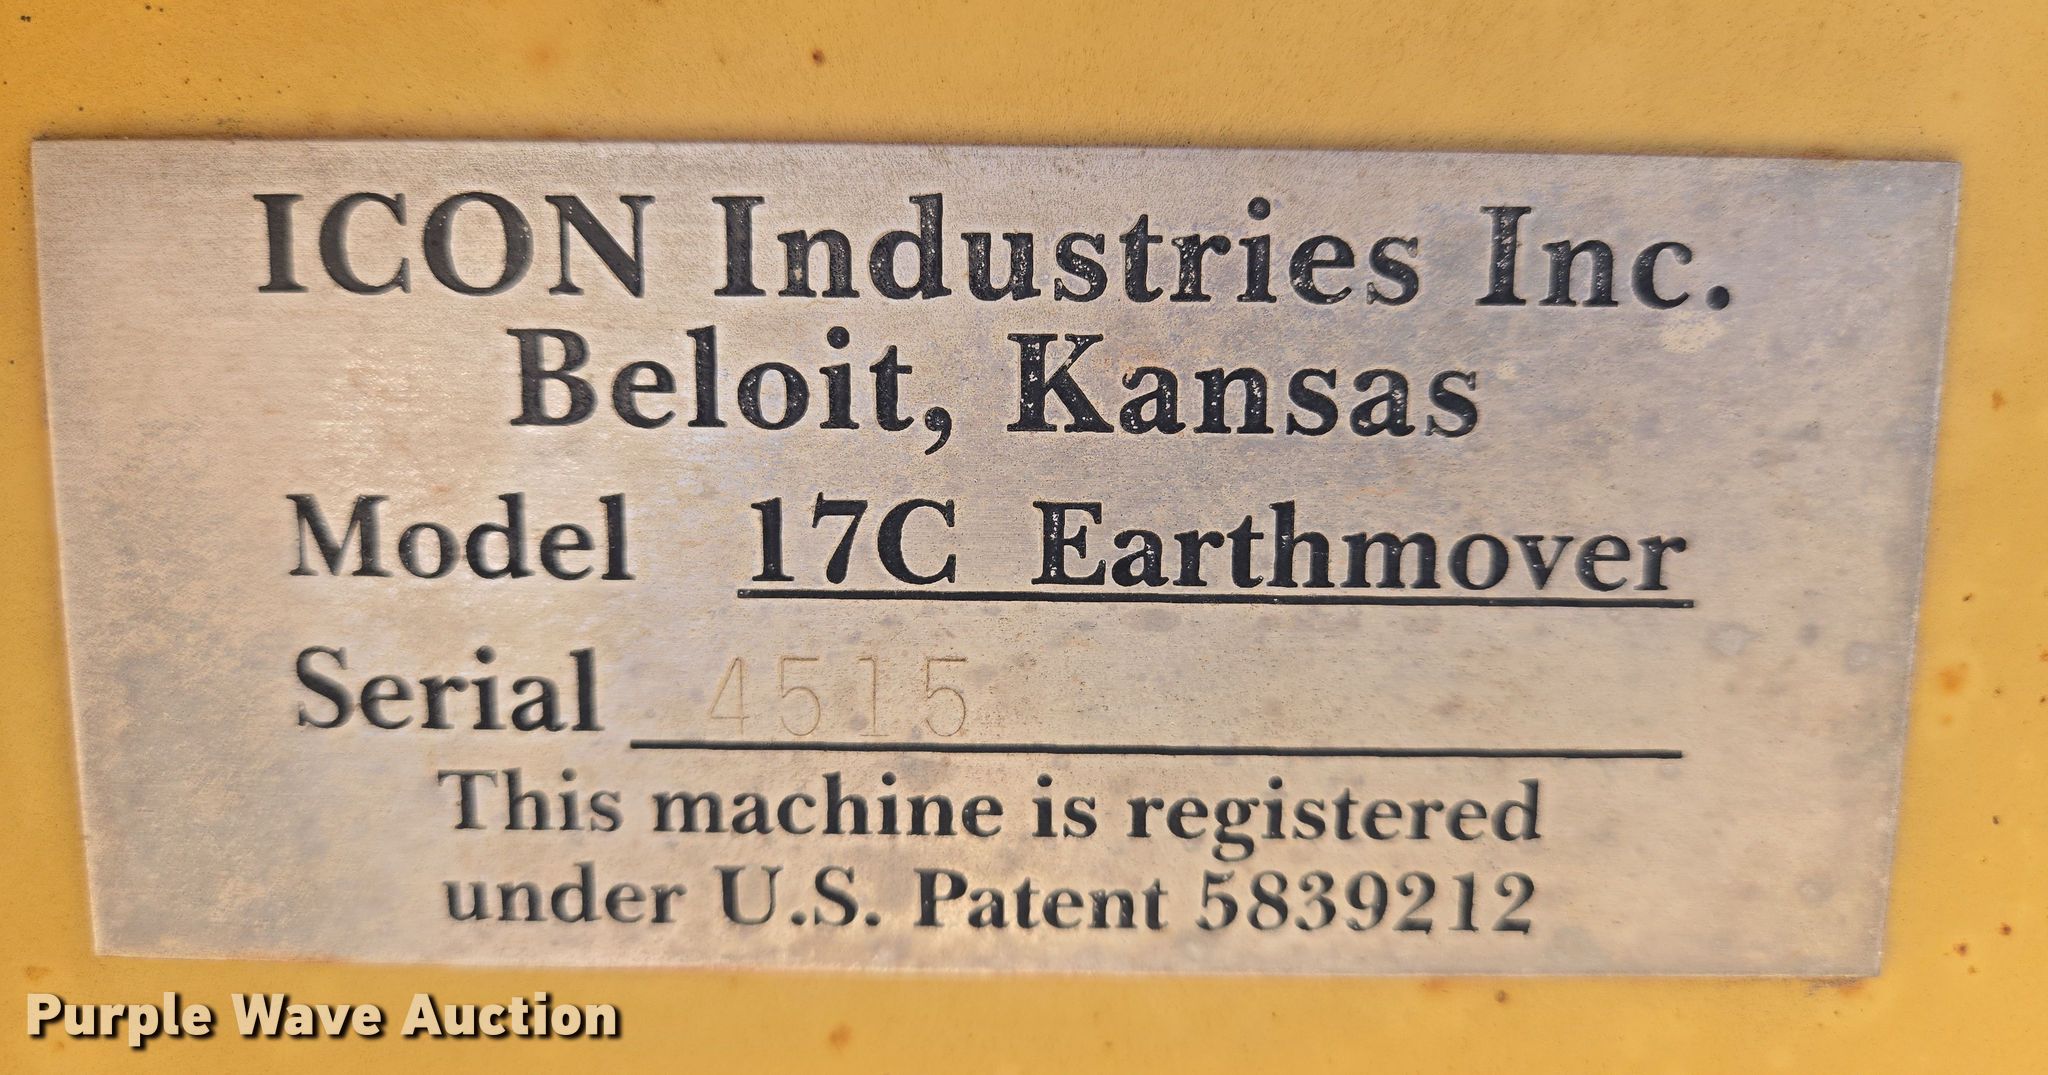 ICON Industries Inc.
Beloit, Kansas
Model 17C Earthmover
Serial 4515
This machine is registered
under U.S. Patent 5839212
Purple Wave Auction